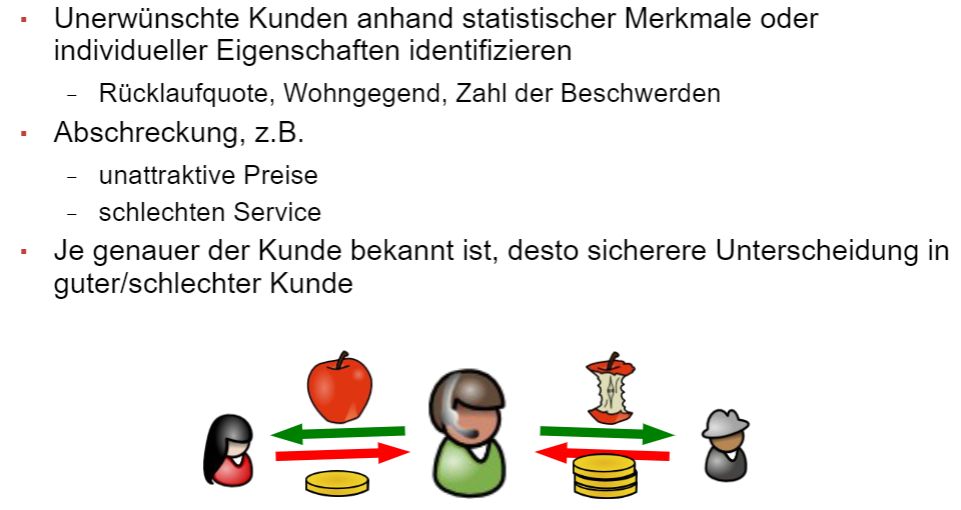 ▪ Unerwünschte Kunden anhand statistischer Merkmale oder
individueller Eigenschaften identifizieren
– Rücklaufquote, Wohngegend, Zahl der Beschwerden
▪ Abschreckung, z.B.
– unattraktive Preise
– schlechten Service
▪ Je genauer der Kunde bekannt ist, desto sicherere Unterscheidung in
guter/schlechter Kunde